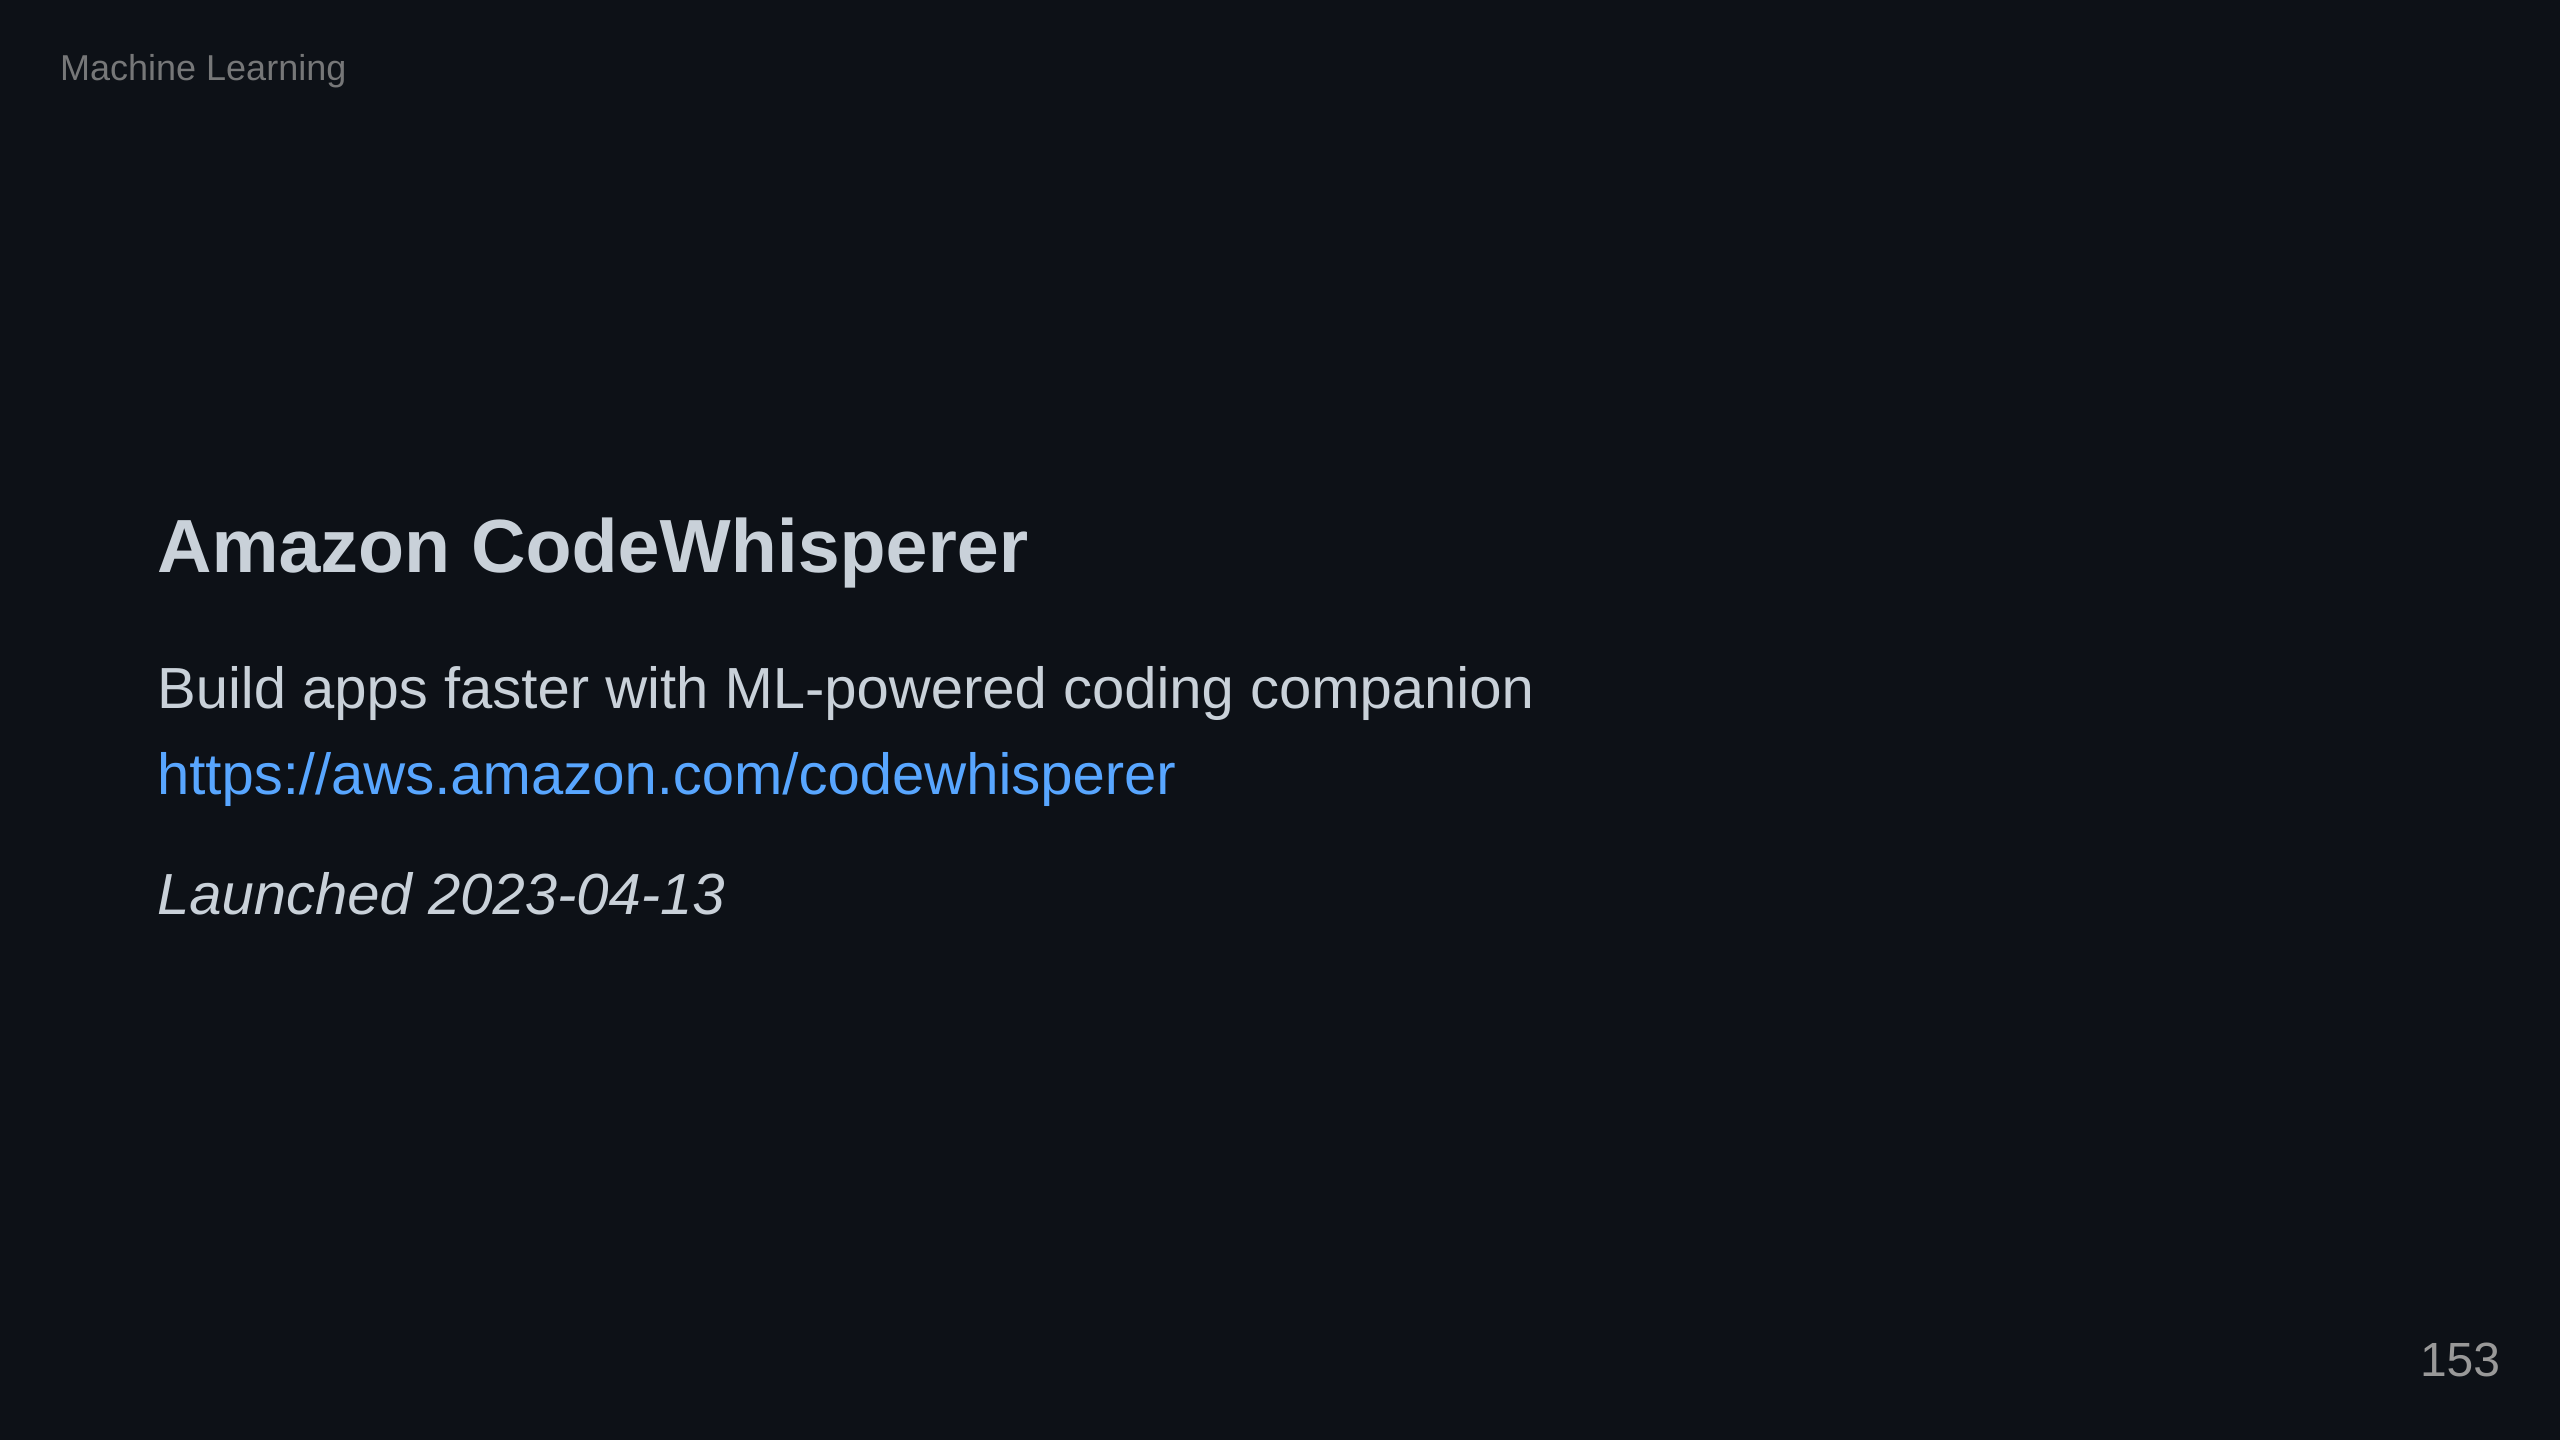 Machine Learning
Amazon CodeWhisperer
Build apps faster with ML-powered coding companion
https://aws.amazon.com/codewhisperer
Launched 2023-04-13
153